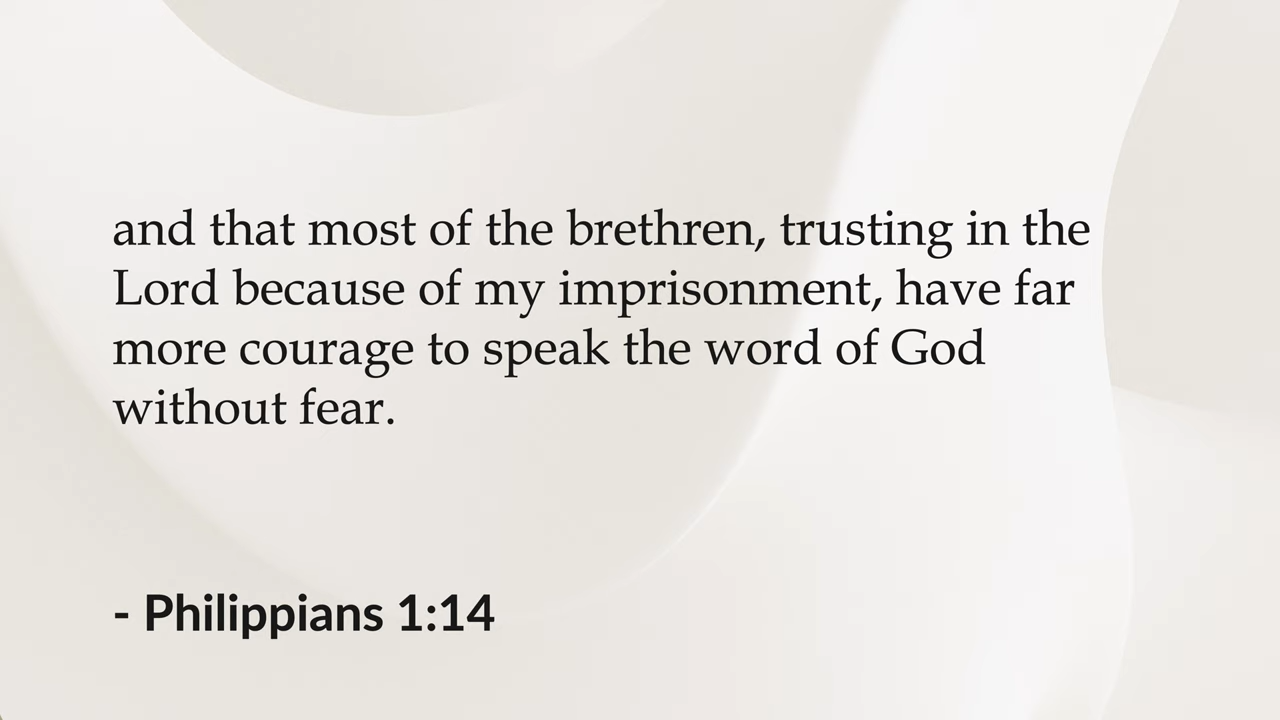 and that most of the brethren, trusting in the
Lord because of my imprisonment, have far
more courage to speak the word of God
without fear.
- Philippians 1:14